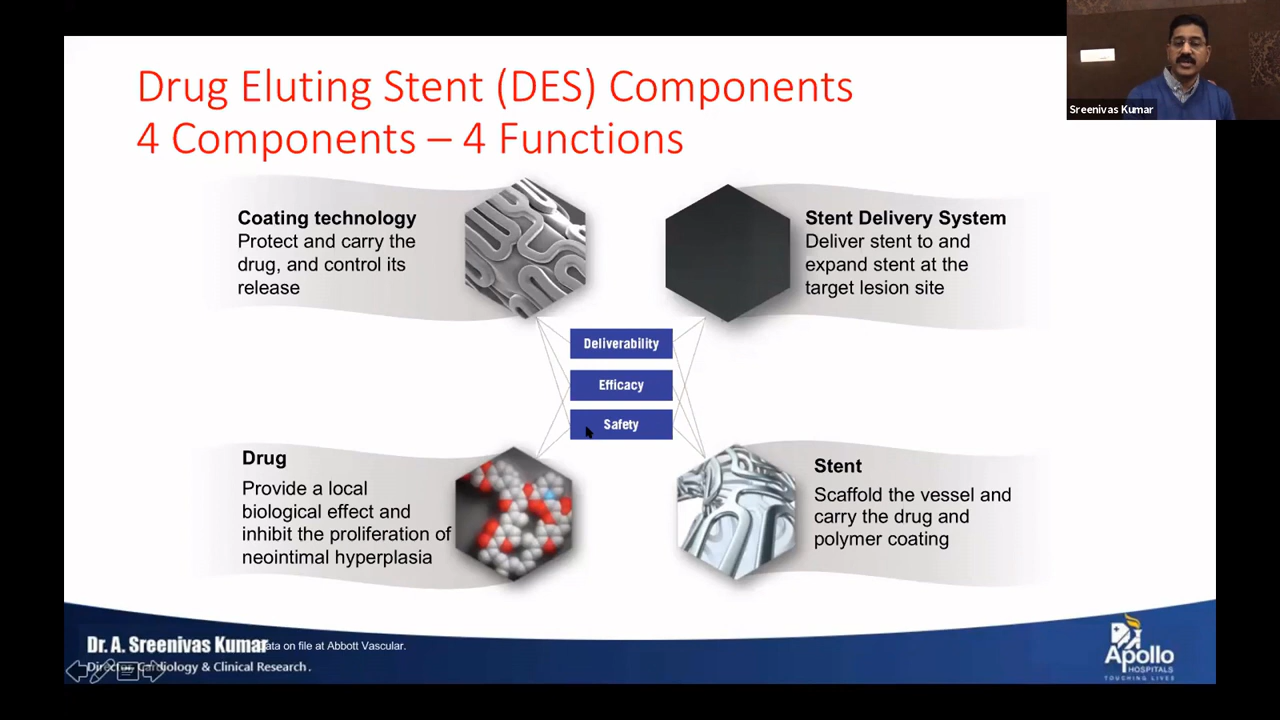 Drug Eluting Stent (DES) Components
4 Components – 4 Functions
Sreenivas Kumar
Coating technology
Protect and carry the
drug, and control its
release
Stent Delivery System
Deliver stent to and
expand stent at the
target lesion site
Deliverability
Efficacy
Safety
Drug
Provide a local
biological effect and
inhibit the proliferation of
neointimal hyperplasia
Stent
Scaffold the vessel and
carry the drug and
polymer coating
Dr. A. Sreenivas Kumar
ata on file at Abbott Vascular.
Director, Cardiology & Clinical Research .
Apollo
HOSPITALS
TOUCHING LIVES